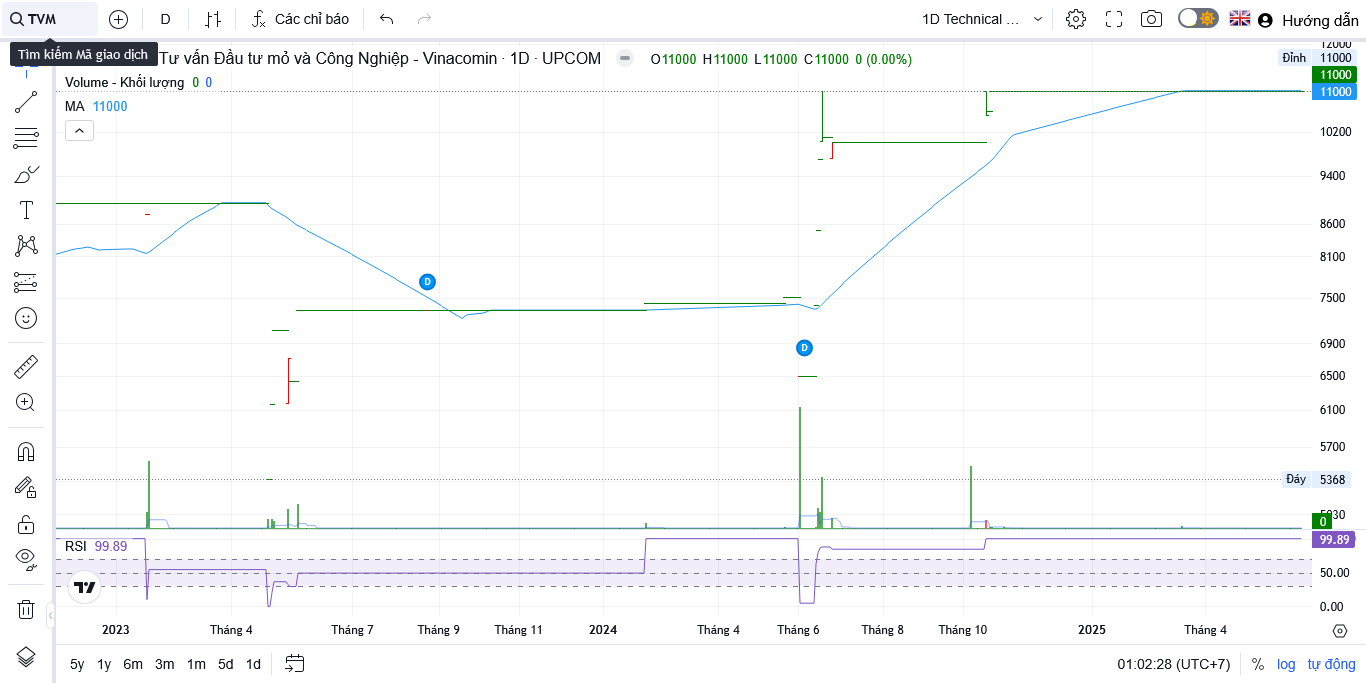 TVM D Các chỉ báo 1D Technical ... Hướng dẫn
Tìm kiếm Mã giao dịch
Tư vấn Đầu tư mỏ và Công Nghiệp - Vinacomin · 1D · UPCOM O11000 H11000 L11000 C11000 0 (0.00%)
Volume - Khối lượng 0 0
MA 11000
12000
Đỉnh 11000
11000
11000
10200
9400
8600
8100
D
7500
6900
D
6500
6100
5700
Đáy 5368
0
RSI 99.89
99.89
50.00
0.00
2023 Tháng 4 Tháng 7 Tháng 9 Tháng 11 2024 Tháng 4 Tháng 6 Tháng 8 Tháng 10 2025 Tháng 4
5y 1y 6m 3m 1m 5d 1d 01:02:28 (UTC+7) % log tự động